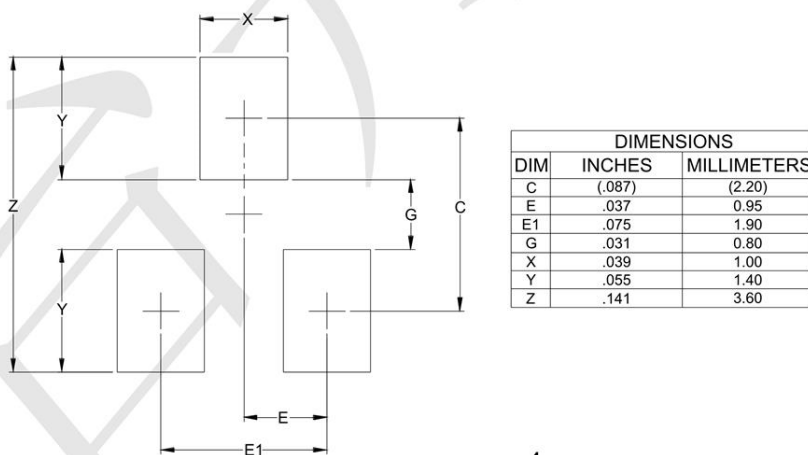 X
Y
Z
G
C
Y
E
E1
DIMENSIONS
DIM INCHES MILLIMETERS
C (.087) (2.20)
E .037 0.95
E1 .075 1.90
G .031 0.80
X .039 1.00
Y .055 1.40
Z .141 3.60